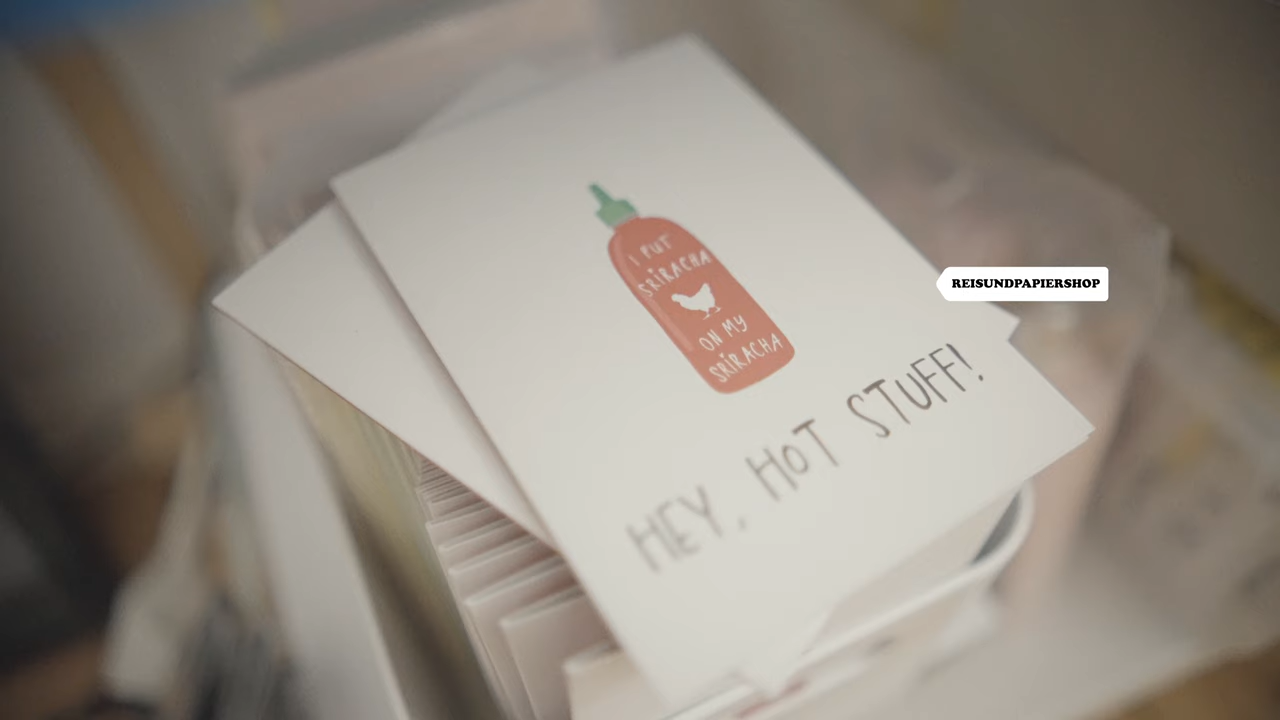 I PUT
SRIRACHA
ON MY
SRIRACHA
HEY, HOT STUFF!
REISUNDPAPIERSHOP